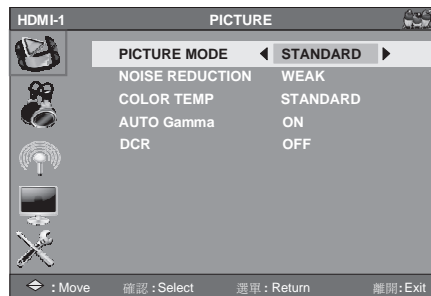 HDMI-1 PICTURE
PICTURE MODE STANDARD
NOISE REDUCTION WEAK
COLOR TEMP STANDARD
AUTO Gamma ON
DCR OFF
: Move 確認 : Select 選單 : Return 離開 : Exit